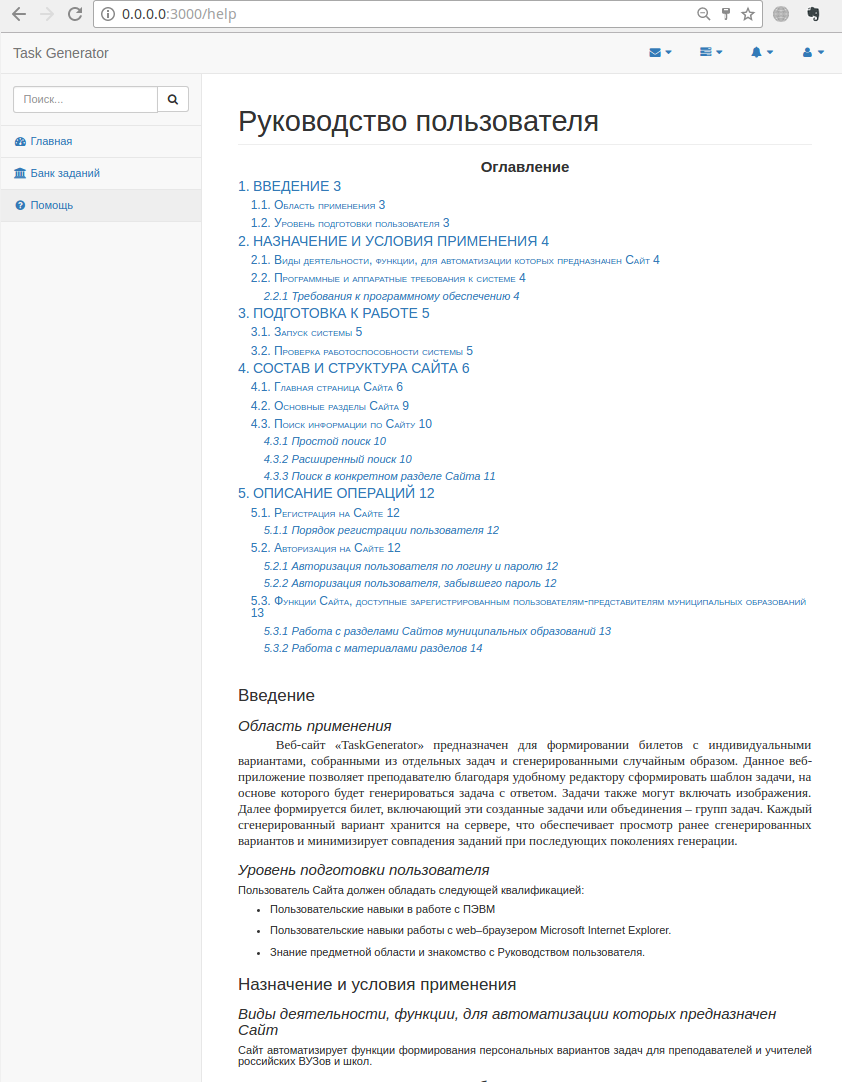 0.0.0.0:3000/help
Task Generator
Поиск...
Главная
Банк заданий
Помощь
Руководство пользователя
Оглавление
1. ВВЕДЕНИЕ 3
1.1. Область применения 3
1.2. Уровень подготовки пользователя 3
2. НАЗНАЧЕНИЕ И УСЛОВИЯ ПРИМЕНЕНИЯ 4
2.1. Виды деятельности, функции, для автоматизации которых предназначен Сайт 4
2.2. Программные и аппаратные требования к системе 4
2.2.1 Требования к программному обеспечению 4
3. ПОДГОТОВКА К РАБОТЕ 5
3.1. Запуск системы 5
3.2. Проверка работоспособности системы 5
4. СОСТАВ И СТРУКТУРА САЙТА 6
4.1. Главная страница Сайта 6
4.2. Основные разделы Сайта 9
4.3. Поиск информации по Сайту 10
4.3.1 Простой поиск 10
4.3.2 Расширенный поиск 10
4.3.3 Поиск в конкретном разделе Сайта 11
5. ОПИСАНИЕ ОПЕРАЦИЙ 12
5.1. Регистрация на Сайте 12
5.1.1 Порядок регистрации пользователя 12
5.2. Авторизация на Сайте 12
5.2.1 Авторизация пользователя по логину и паролю 12
5.2.2 Авторизация пользователя, забывшего пароль 12
5.3. Функции Сайта, доступные зарегистрированным пользователям-представителям муниципальных образований
13
5.3.1 Работа с разделами Сайтов муниципальных образований 13
5.3.2 Работа с материалами разделов 14
Введение
Область применения
Веб-сайт «TaskGenerator» предназначен для формировании билетов с индивидуальными
вариантами, собранными из отдельных задач и сгенерированными случайным образом. Данное веб-
приложение позволяет преподавателю благодаря удобному редактору сформировать шаблон задачи, на
основе которого будет генерироваться задача с ответом. Задачи также могут включать изображения.
Далее формируется билет, включающий эти созданные задачи или объединения – групп задач. Каждый
сгенерированный вариант хранится на сервере, что обеспечивает просмотр ранее сгенерированных
вариантов и минимизирует совпадения заданий при последующих поколениях генерации.
Уровень подготовки пользователя
Пользователь Сайта должен обладать следующей квалификацией:
• Пользовательские навыки в работе с ПЭВМ
• Пользовательские навыки работы с web–браузером Microsoft Internet Explorer.
• Знание предметной области и знакомство с Руководством пользователя.
Назначение и условия применения
Виды деятельности, функции, для автоматизации которых предназначен
Сайт
Сайт автоматизирует функции формирования персональных вариантов задач для преподавателей и учителей
российских ВУЗов и школ.